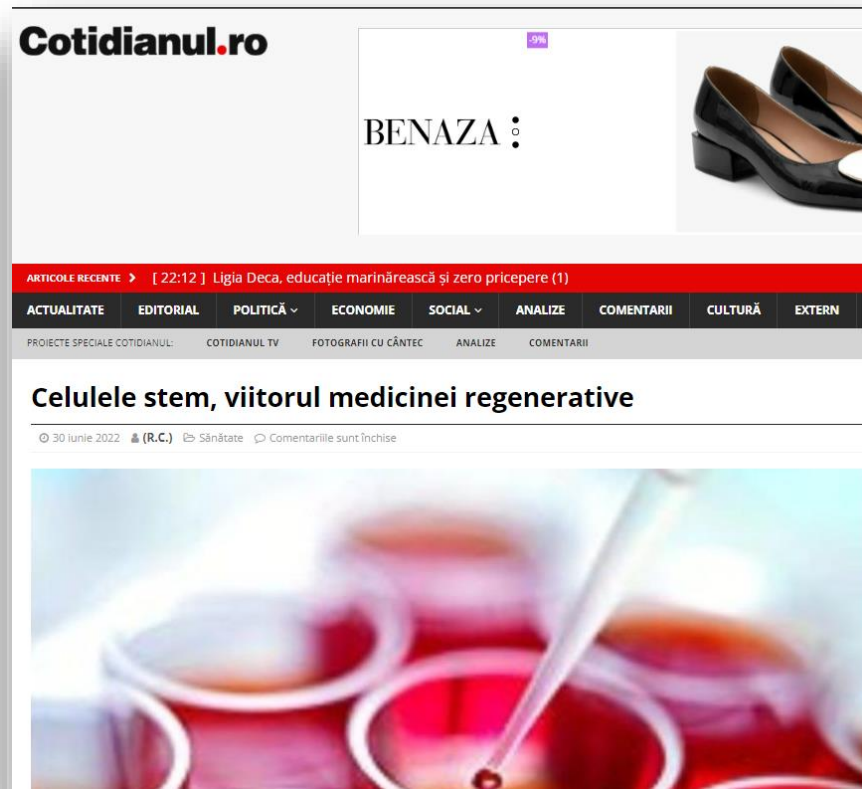 Cotidianul.ro
-9%
BENAZA
ARTICOLE RECENTE [ 22:12 ] Ligia Deca, educație marinărească și zero pricepere (1)
ACTUALITATE EDITORIAL POLITICĂ ECONOMIE SOCIAL ANALIZE COMENTARII CULTURĂ EXTERN
PROIECTE SPECIALE COTIDIANUL: COTIDIANUL TV FOTOGRAFII CU CÂNTEC ANALIZE COMENTARII
Celulele stem, viitorul medicinei regenerative
30 iunie 2022 (R.C.) Sănătate Comentariile sunt închise